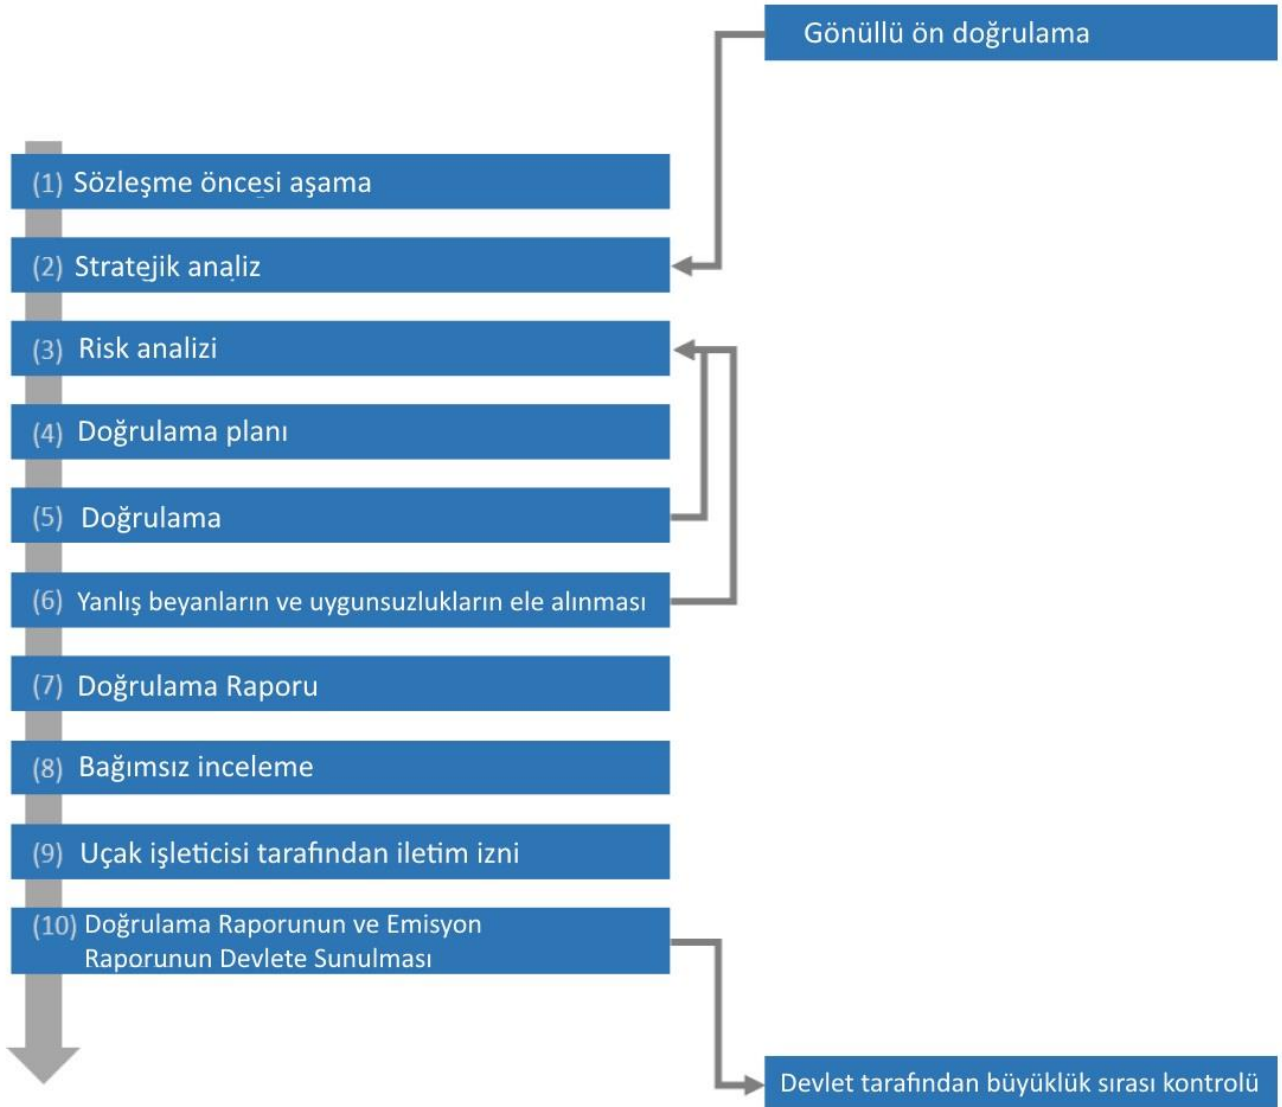 Gönüllü ön doğrulama
(1) Sözleşme öncesi aşama
(2) Stratejik analiz
(3) Risk analizi
(4) Doğrulama planı
(5) Doğrulama
(6) Yanlış beyanların ve uygunsuzlukların ele alınması
(7) Doğrulama Raporu
(8) Bağımsız inceleme
(9) Uçak işleticisi tarafından iletim izni
(10) Doğrulama Raporunun ve Emisyon
Raporunun Devlete Sunulması
Devlet tarafından büyüklük sırası kontrolü